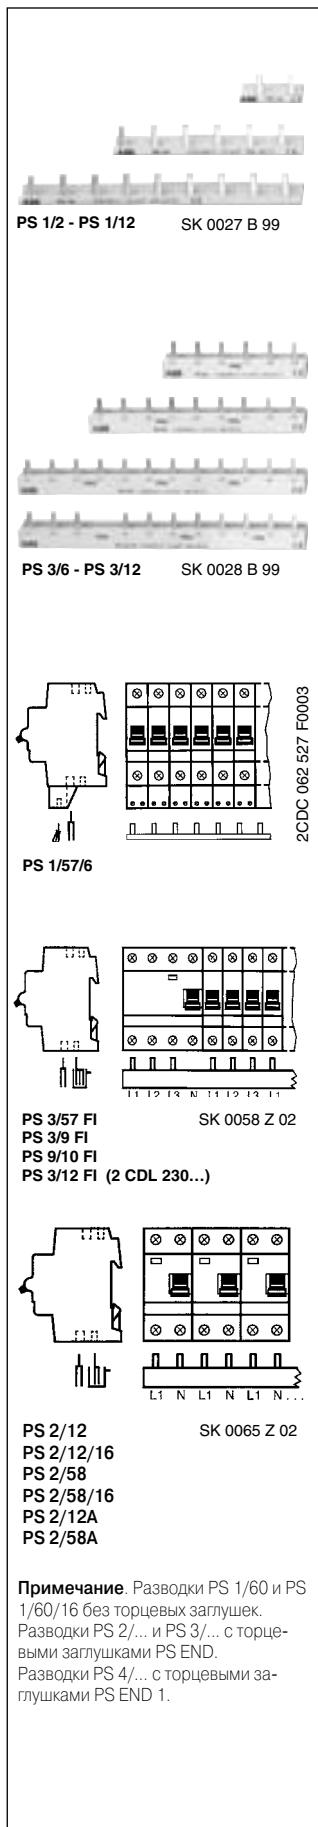 PS 1/2 - PS 1/12 SK 0027 B 99
PS 3/6 - PS 3/12 SK 0028 B 99
2CDC 062 527 F0003
PS 1/57/6
L1 L2 L3 N L1 L2 L3 L1
PS 3/57 FI SK 0058 Z 02
PS 3/9 FI
PS 9/10 FI
PS 3/12 FI (2 CDL 230...)
L1 N L1 N L1 N ...
PS 2/12 SK 0065 Z 02
PS 2/12/16
PS 2/58
PS 2/58/16
PS 2/12A
PS 2/58A
Примечание. Разводки PS 1/60 и PS
1/60/16 без торцевых заглушек.
Разводки PS 2/... и PS 3/... с торце-
выми заглушками PS END.
Разводки PS 4/... с торцевыми за-
глушками PS END 1.